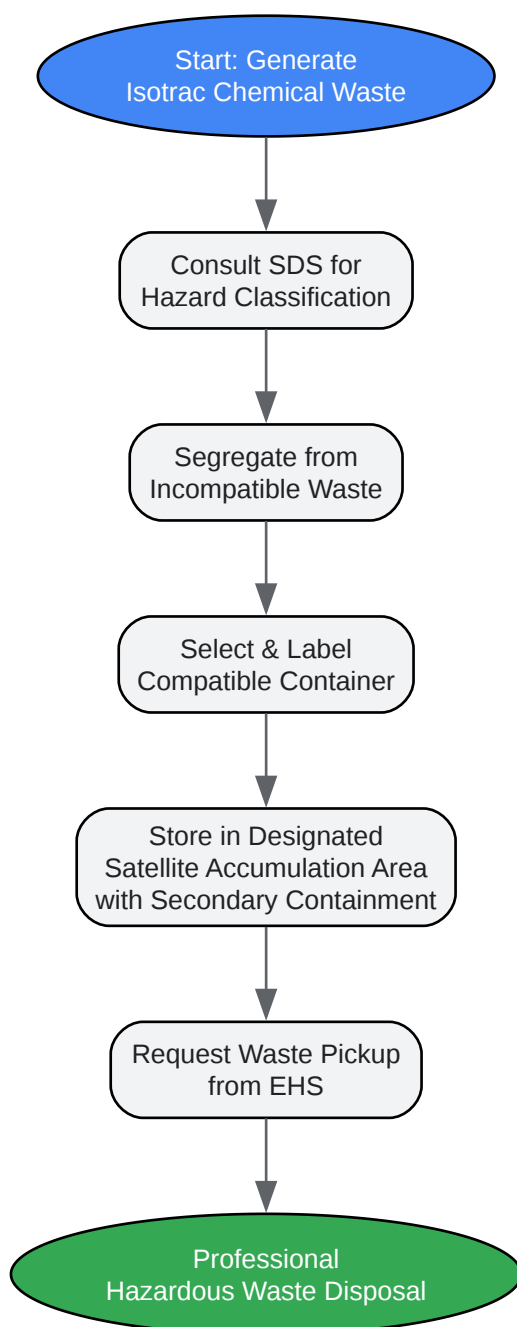 Start: Generate
Isotrac Chemical Waste
Consult SDS for
Hazard Classification
Segregate from
Incompatible Waste
Select & Label
Compatible Container
Store in Designated
Satellite Accumulation Area
with Secondary Containment
Request Waste Pickup
from EHS
Professional
Hazardous Waste Disposal